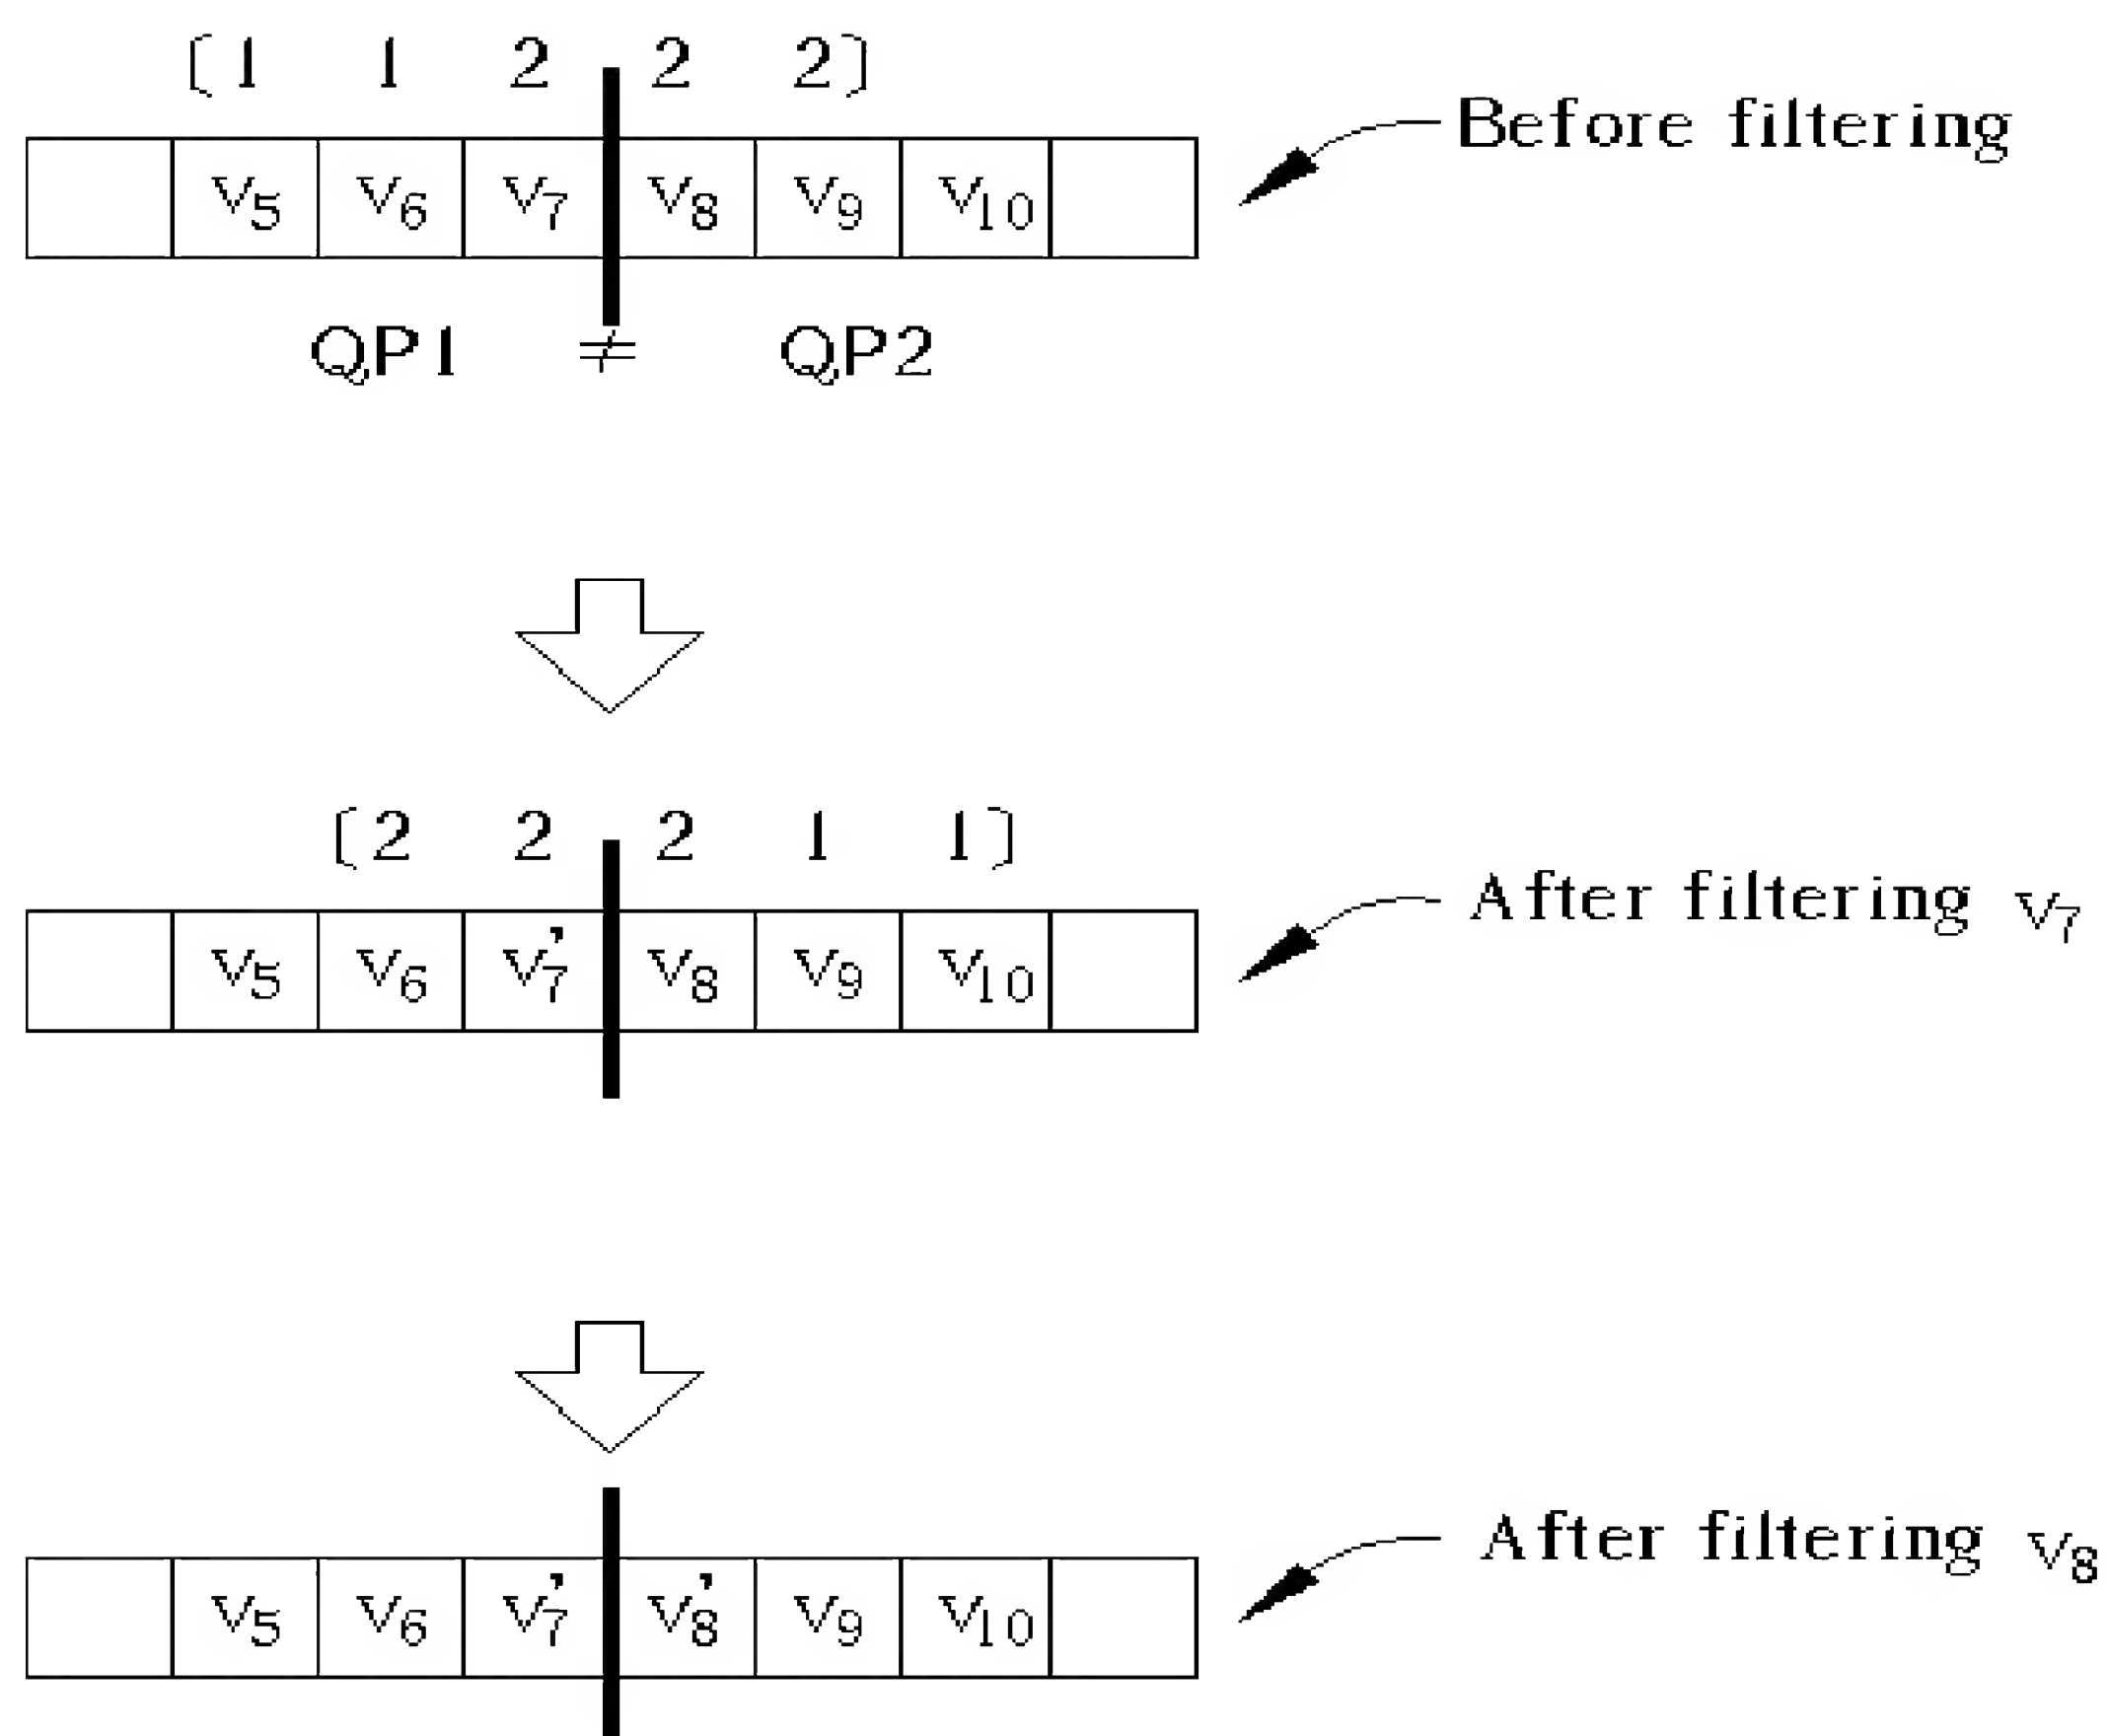 [1 1 2 2 2]
Before filtering
v5 v6 v7 v8 v9 v10
QP1 ≠ QP2
[2 2 2 1 1]
After filtering v7
v5 v6 v7' v8 v9 v10
After filtering v8
v5 v6 v7' v8' v9 v10